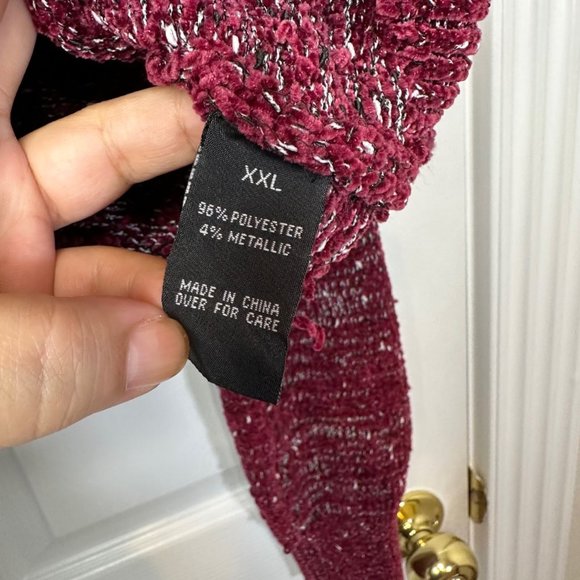 XXL
96% POLYESTER
4% METALLIC
MADE IN CHINA
OVER FOR CARE